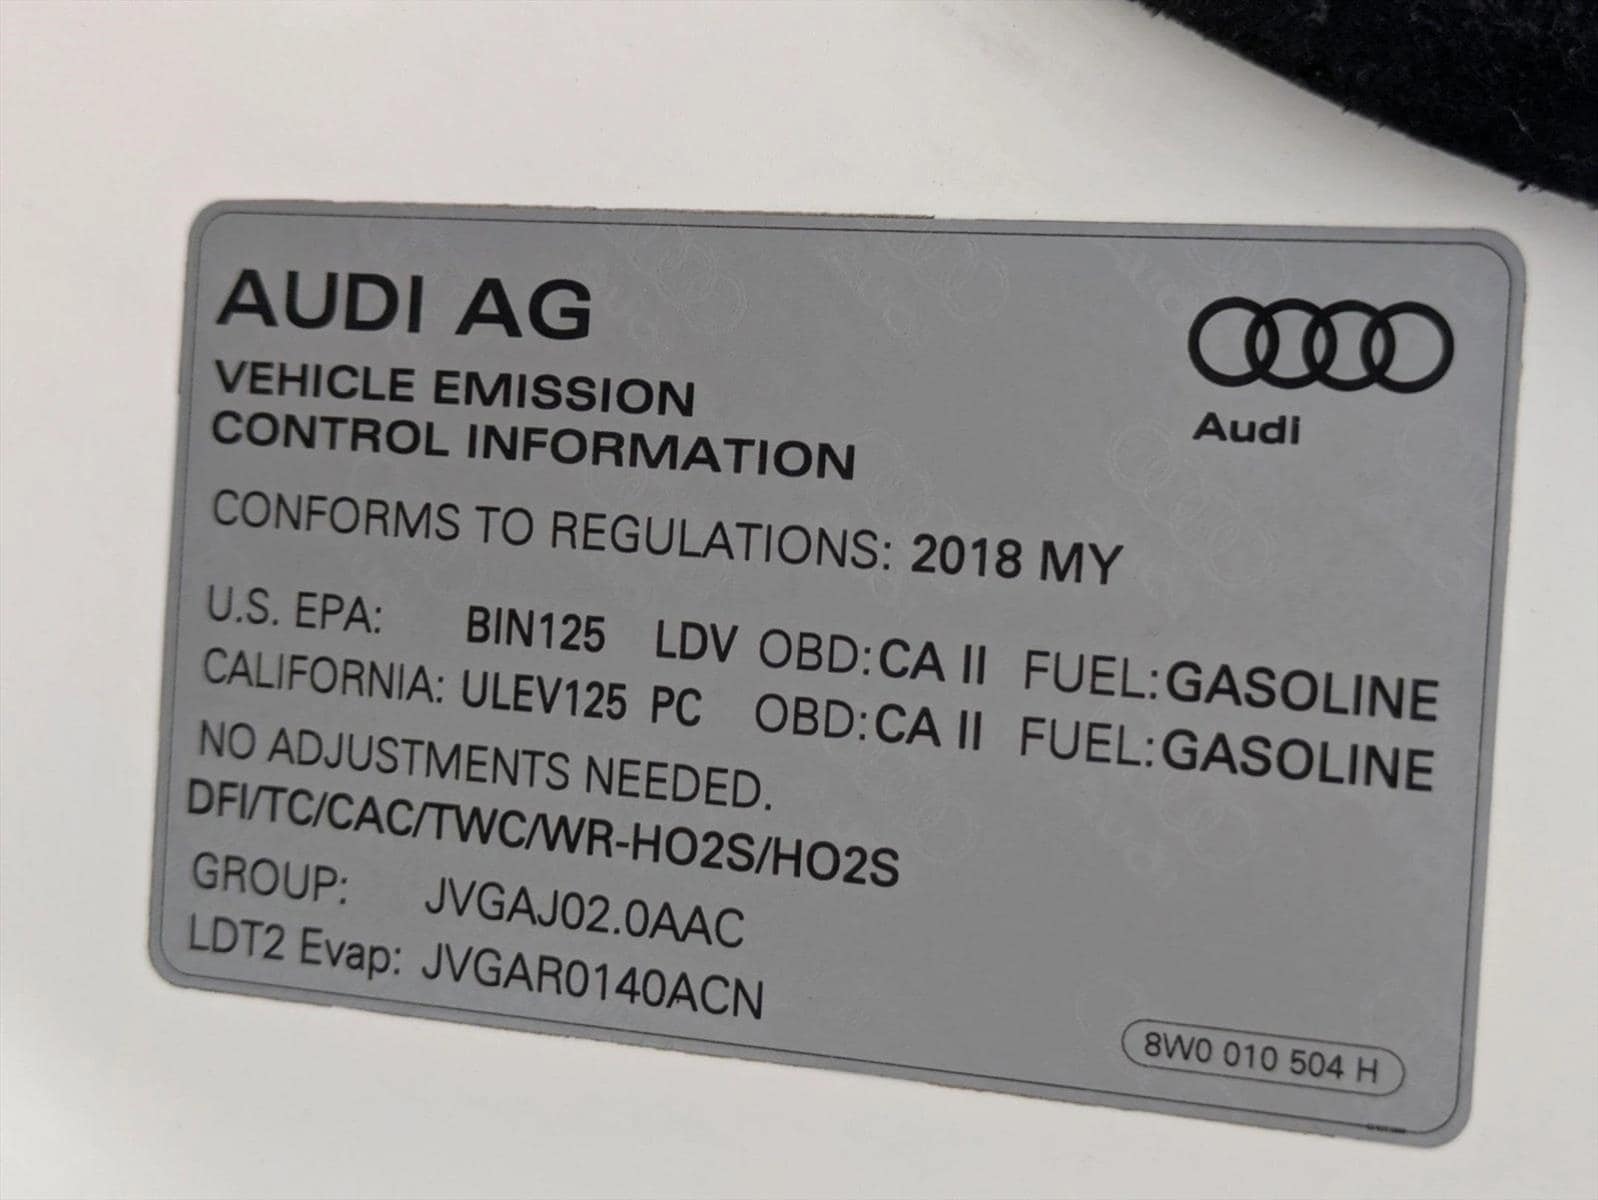 AUDI AG
Audi
VEHICLE EMISSION
CONTROL INFORMATION
CONFORMS TO REGULATIONS: 2018 MY
U.S. EPA: BIN125 LDV OBD:CA II FUEL:GASOLINE
CALIFORNIA: ULEV125 PC OBD:CA II FUEL:GASOLINE
NO ADJUSTMENTS NEEDED.
DFI/TC/CAC/TWC/WR-HO2S/HO2S
GROUP: JVGAJ02.0AAC
LDT2 Evap: JVGAR0140ACN
8W0 010 504 H